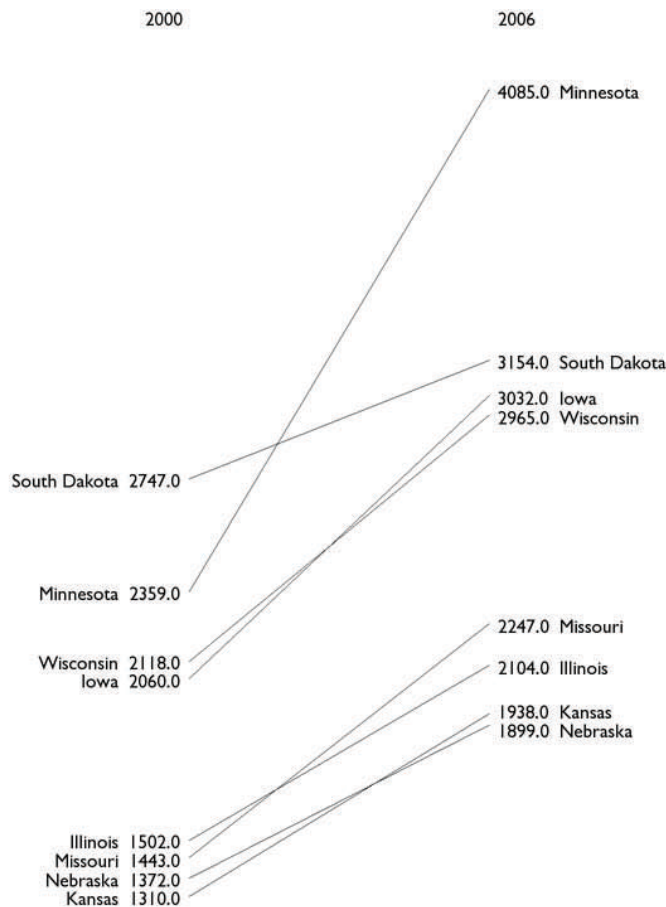 2000 2006
4085.0 Minnesota
3154.0 South Dakota
3032.0 Iowa
2965.0 Wisconsin
South Dakota 2747.0
Minnesota 2359.0
2247.0 Missouri
Wisconsin 2118.0
2104.0 Illinois
Iowa 2060.0
1938.0 Kansas
1899.0 Nebraska
Illinois 1502.0
Missouri 1443.0
Nebraska 1372.0
Kansas 1310.0